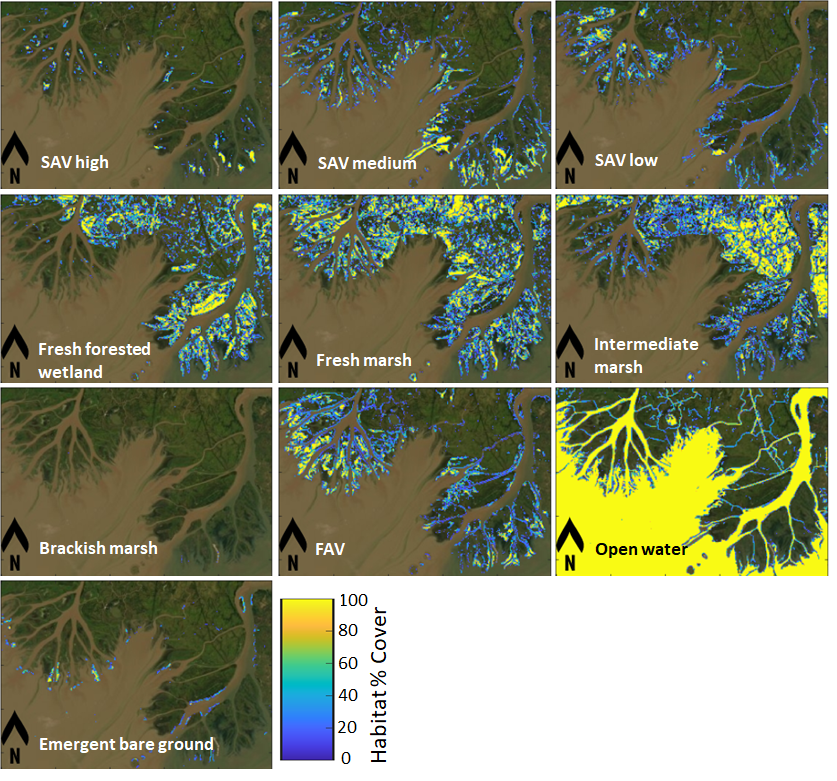 N
SAV high
N
SAV medium
N
SAV low
N
Fresh forested
wetland
N
Fresh marsh
N
Intermediate
marsh
N
Brackish marsh
N
FAV
N
Open water
N
Emergent bare ground
100
80
60
40
20
0
Habitat % Cover